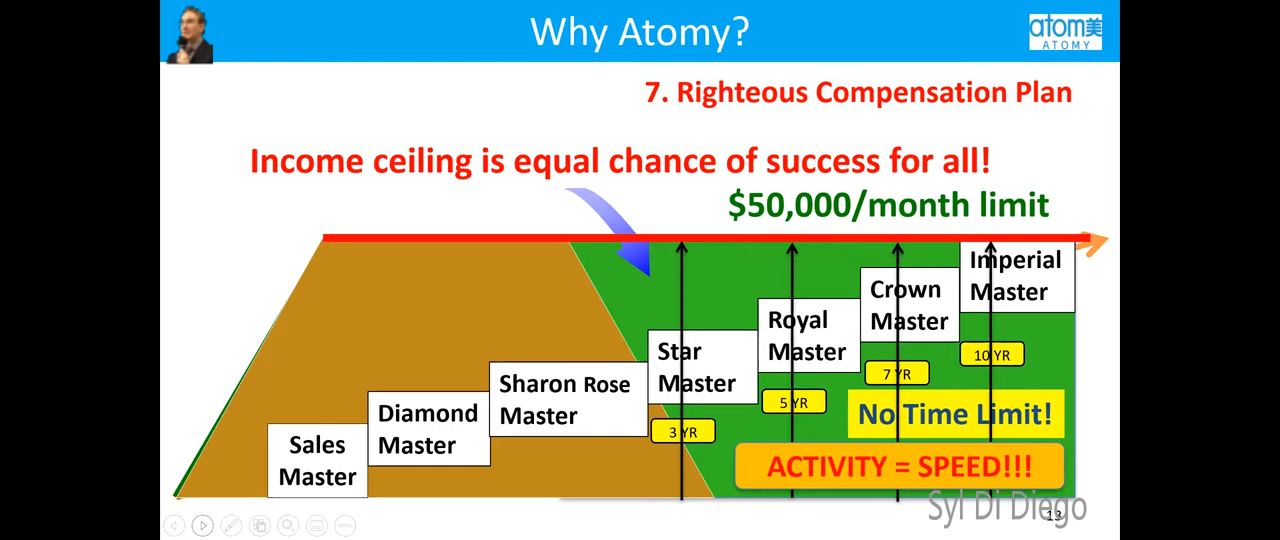 Why Atomy?
atom美
ATOMY
7. Righteous Compensation Plan
Income ceiling is equal chance of success for all!
$50,000/month limit
Imperial
Master
Crown
Master
Royal
Master
Star
Master
Sharon Rose
Master
Diamond
Master
Sales
Master
3 YR
5 YR
7 YR
10 YR
No Time Limit!
ACTIVITY = SPEED!!!
Syl Di Diego
13